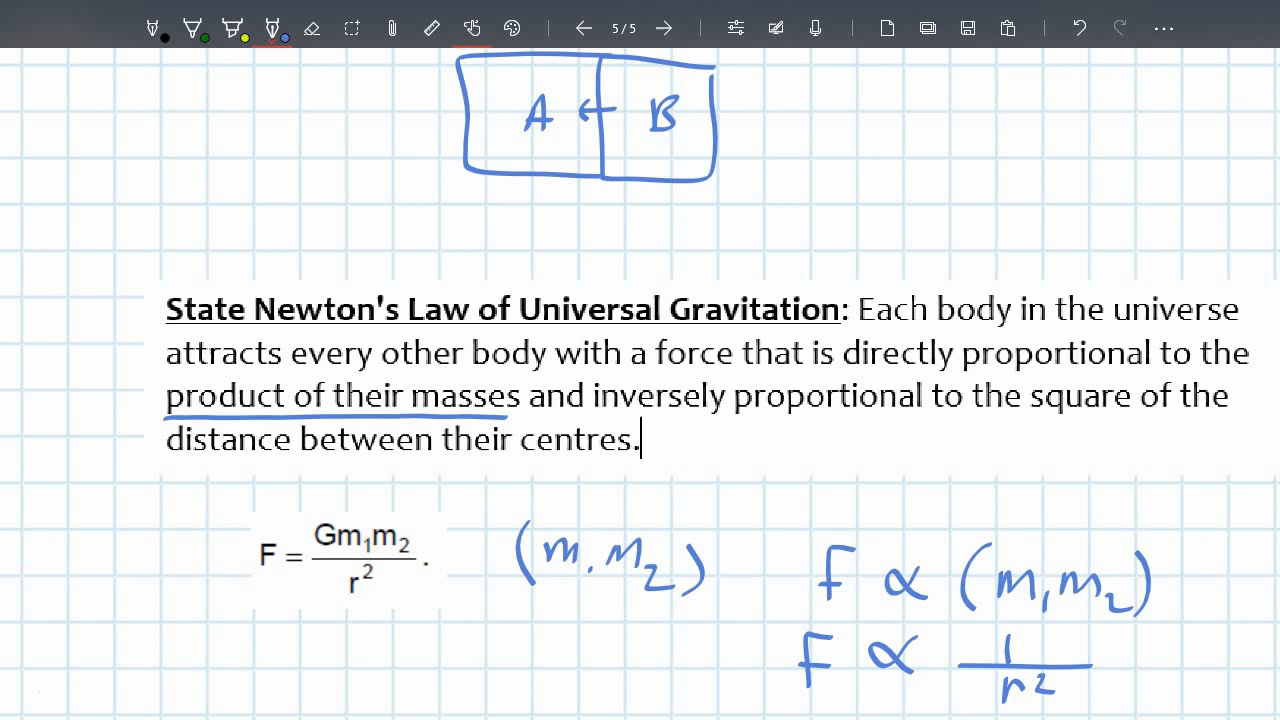 5/5
A ← B
State Newton's Law of Universal Gravitation: Each body in the universe
attracts every other body with a force that is directly proportional to the
product of their masses and inversely proportional to the square of the
distance between their centres.
F = Gm₁m₂ / r² .
(m₁m₂)
F ∝ (m₁m₂)
F ∝ 1 / r²